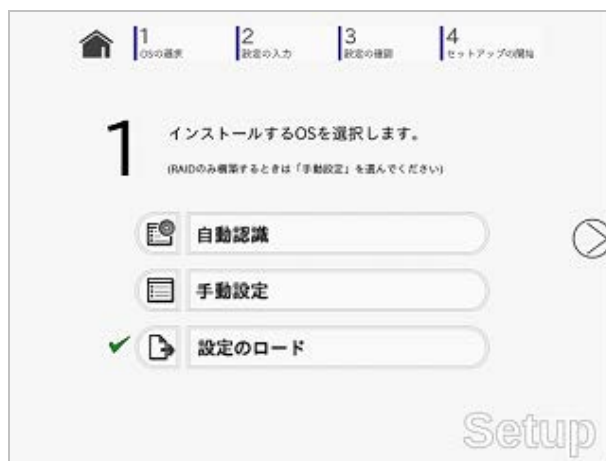 1
OSの選択
2
設定の入力
3
設定の確認
4
セットアップの開始
1
インストールするOSを選択します。
(RAIDのみ構築するときは「手動設定」を選んでください)
自動認識
手動設定
設定のロード
Setup